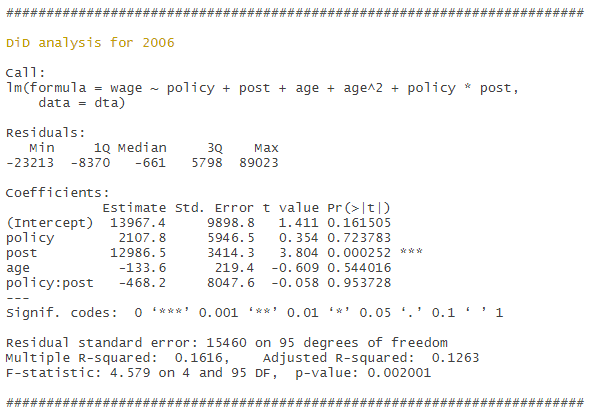 ################################################################################
DiD analysis for 2006
Call:
lm(formula = wage ~ policy + post + age + age^2 + policy * post,
    data = dta)
Residuals:
   Min     1Q Median     3Q    Max
-23213  -8370   -661   5798  89023
Coefficients:
            Estimate Std. Error t value Pr(>|t|)
(Intercept)  13967.4     9898.8   1.411 0.161505
policy        2107.8     5946.5   0.354 0.723783
post         12986.5     3414.3   3.804 0.000252 ***
age           -133.6      219.4  -0.609 0.544016
policy:post   -468.2     8047.6  -0.058 0.953728
---
Signif. codes:  0 ‘***’ 0.001 ‘**’ 0.01 ‘*’ 0.05 ‘.’ 0.1 ‘ ’ 1
Residual standard error: 15460 on 95 degrees of freedom
Multiple R-squared:  0.1616,    Adjusted R-squared:  0.1263
F-statistic: 4.579 on 4 and 95 DF,  p-value: 0.002001
################################################################################